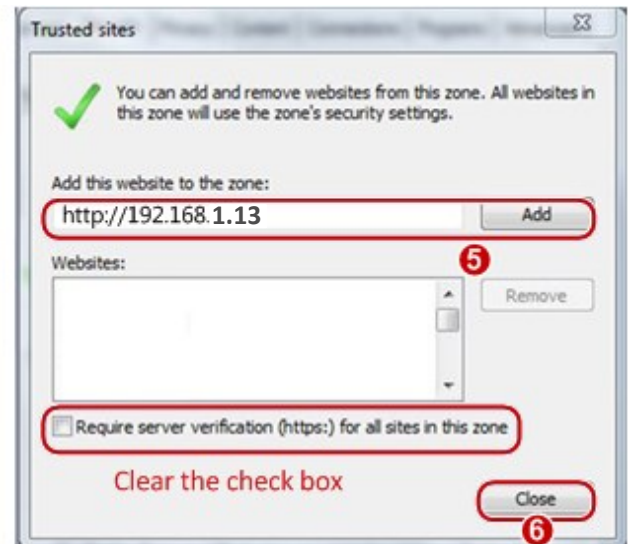 Trusted sites
You can add and remove websites from this zone. All websites in
this zone will use the zone's security settings.
Add this website to the zone:
http://192.168.1.13
Add
5
Websites:
Remove
Require server verification (https:) for all sites in this zone
Clear the check box
Close
6